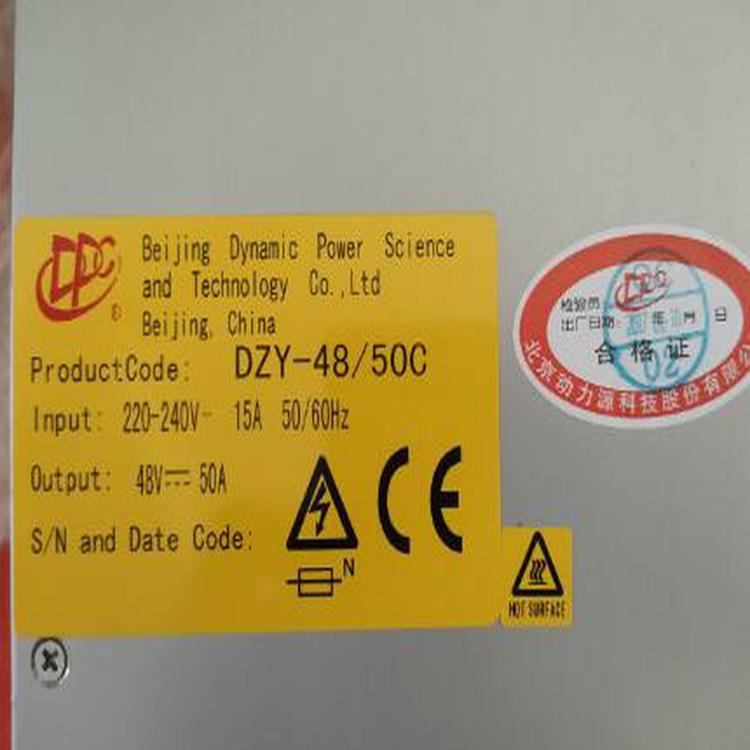 DPC
®
Beijing Dynamic Power Science
and Technology Co.,Ltd
Beijing, China
ProductCode: DZY-48/50C
Input: 220-240V~ 15A 50/60Hz
Output: 48V⎓ 50A
S/N and Date Code:
CE
N
HOT SURFACE
DPC
检验员:
出厂日期: 年 月 日
合格证
北京动力源科技股份有限公